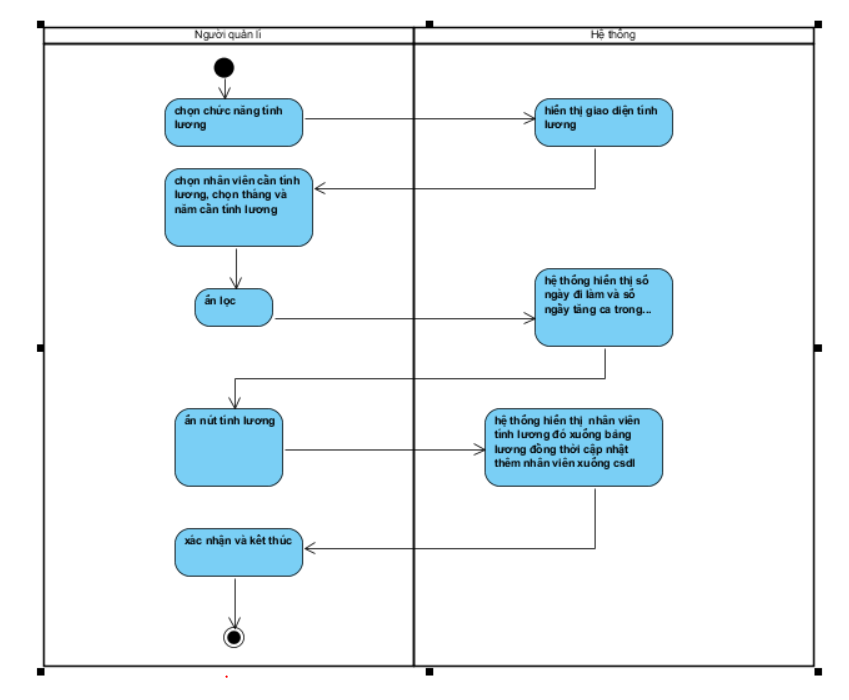 Người quản lí
Hệ thống
chọn chức năng tính
lương
hiển thị giao diện tính
lương
chọn nhân viên cần tính
lương, chọn tháng và
năm cần tính lương
ấn lọc
hệ thống hiển thị số
ngày đi làm và số
ngày tăng ca trong...
ấn nút tính lương
hệ thống hiển thị nhân viên
tính lương đó xuống bảng
lương đồng thời cập nhật
thêm nhân viên xuống csdl
xác nhận và kết thúc